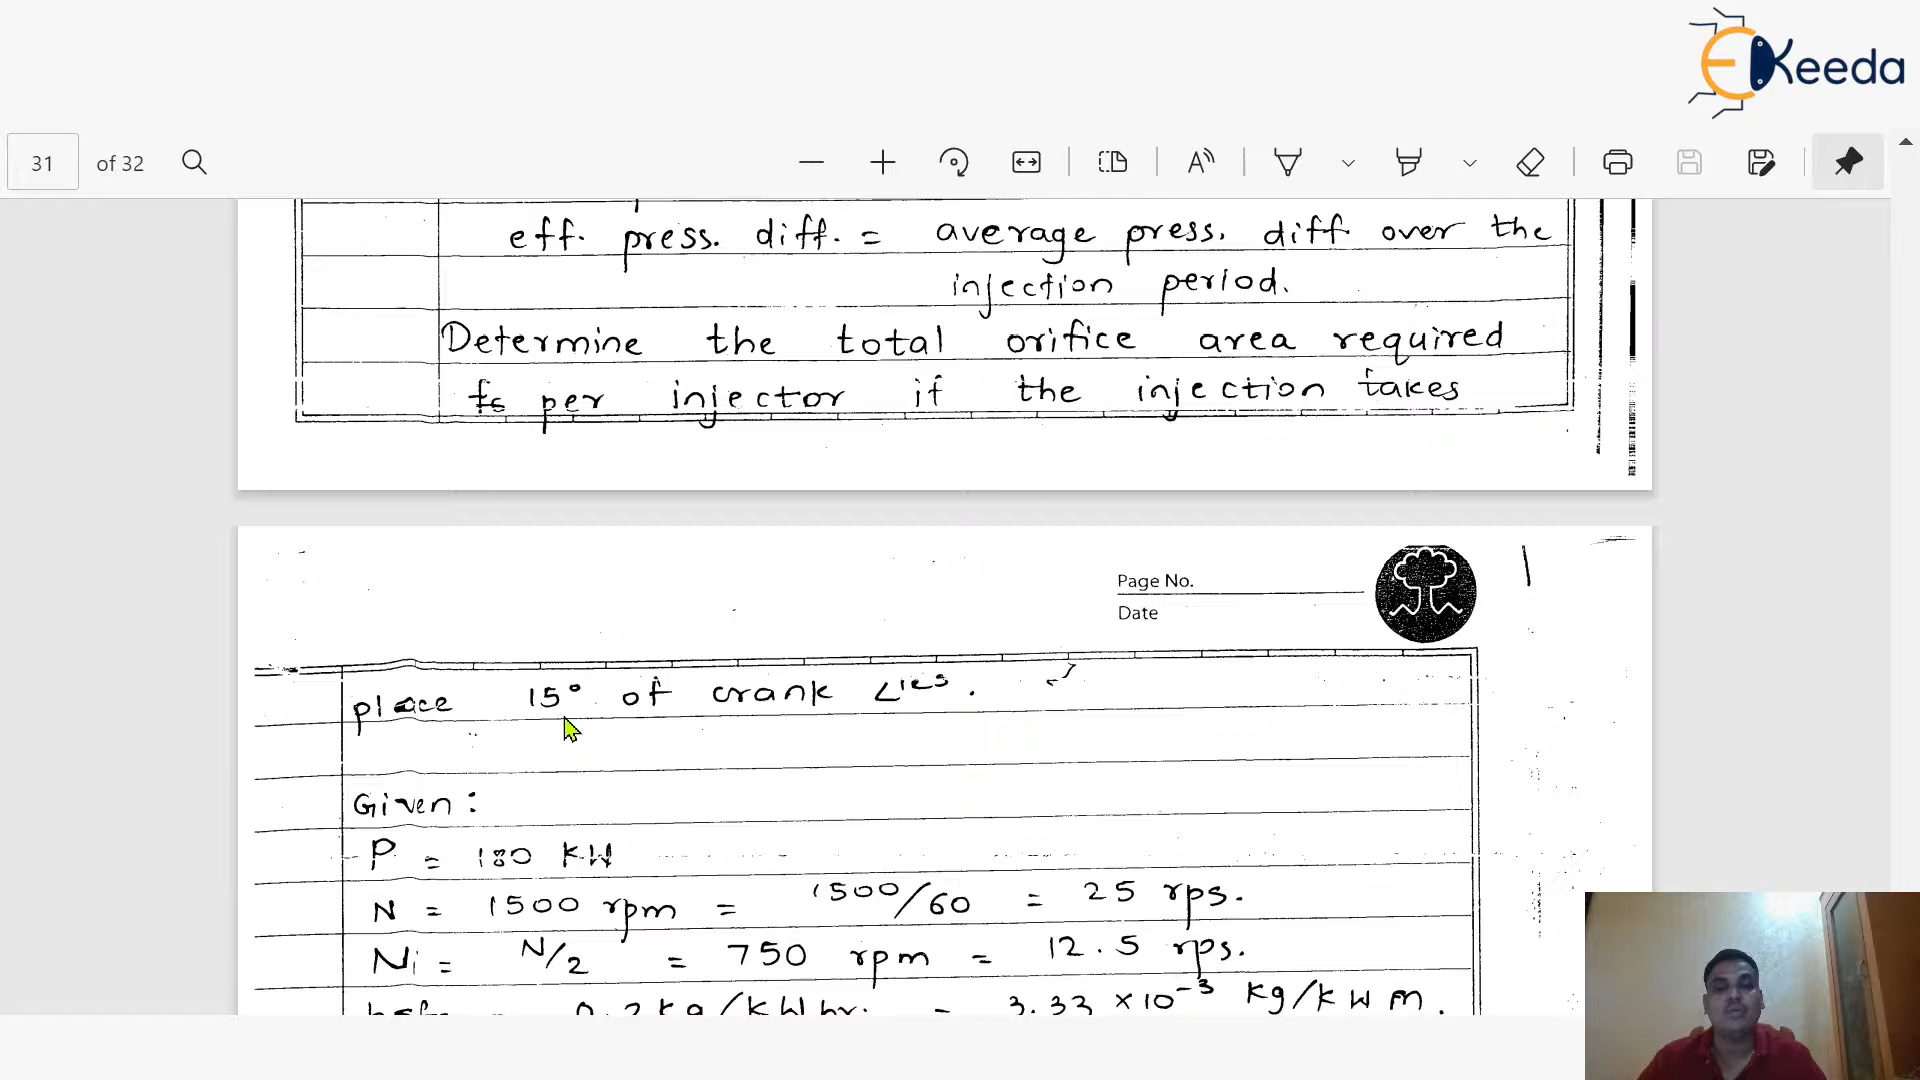 EKeeda
31 of 32
eff. press. diff. = average press. diff over the
injection period.
Determine the total orifice area required
per injector if the injection takes
Page No.
Date
place 15° of crank
Given:
P = 180 KW
N = 1500 rpm = 1500/60 = 25 rps.
Ni = N/2 = 750 rpm = 12.5 rps.
= 3.33 ×10⁻³ kg/kW m.